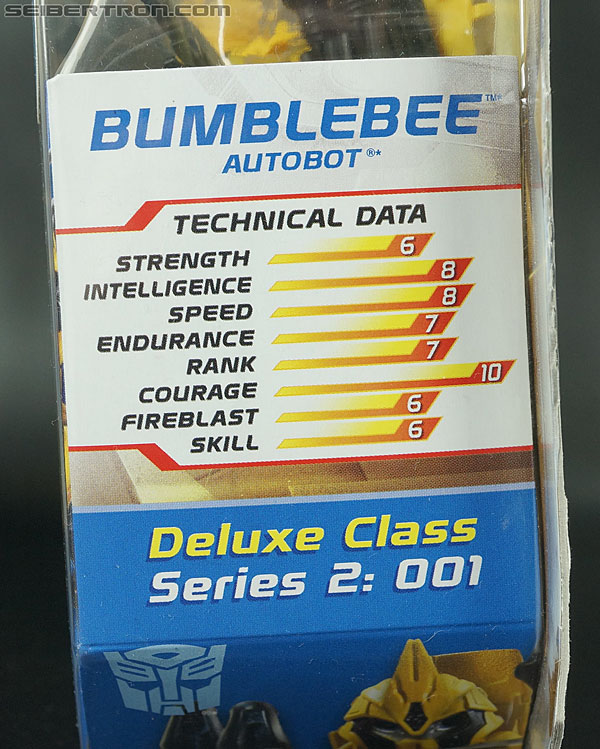 SEIBERTRON.COM
BUMBLEBEE™*
AUTOBOT®*
TECHNICAL DATA
STRENGTH 6
INTELLIGENCE 8
SPEED 8
ENDURANCE 7
RANK 7
COURAGE 10
FIREBLAST 6
SKILL 6
Deluxe Class
Series 2: 001